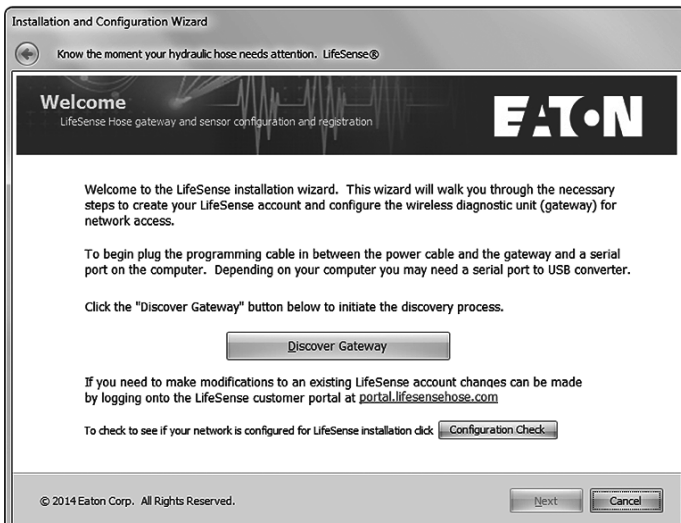 Installation and Configuration Wizard
Know the moment your hydraulic hose needs attention. LifeSense®
Welcome
LifeSense Hose gateway and sensor configuration and registration
EATON
Welcome to the LifeSense installation wizard. This wizard will walk you through the necessary
steps to create your LifeSense account and configure the wireless diagnostic unit (gateway) for
network access.
To begin plug the programming cable in between the power cable and the gateway and a serial
port on the computer. Depending on your computer you may need a serial port to USB converter.
Click the "Discover Gateway" button below to initiate the discovery process.
Discover Gateway
If you need to make modifications to an existing LifeSense account changes can be made
by logging onto the LifeSense customer portal at portal.lifesensehose.com
To check to see if your network is configured for LifeSense installation click Configuration Check
© 2014 Eaton Corp. All Rights Reserved.
Next Cancel